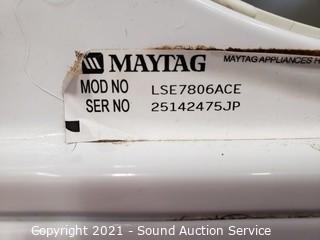 MAYTAG
MAYTAG APPLIANCES
MOD NO LSE7806ACE
SER NO 25142475JP
Copyright 2021 - Sound Auction Service